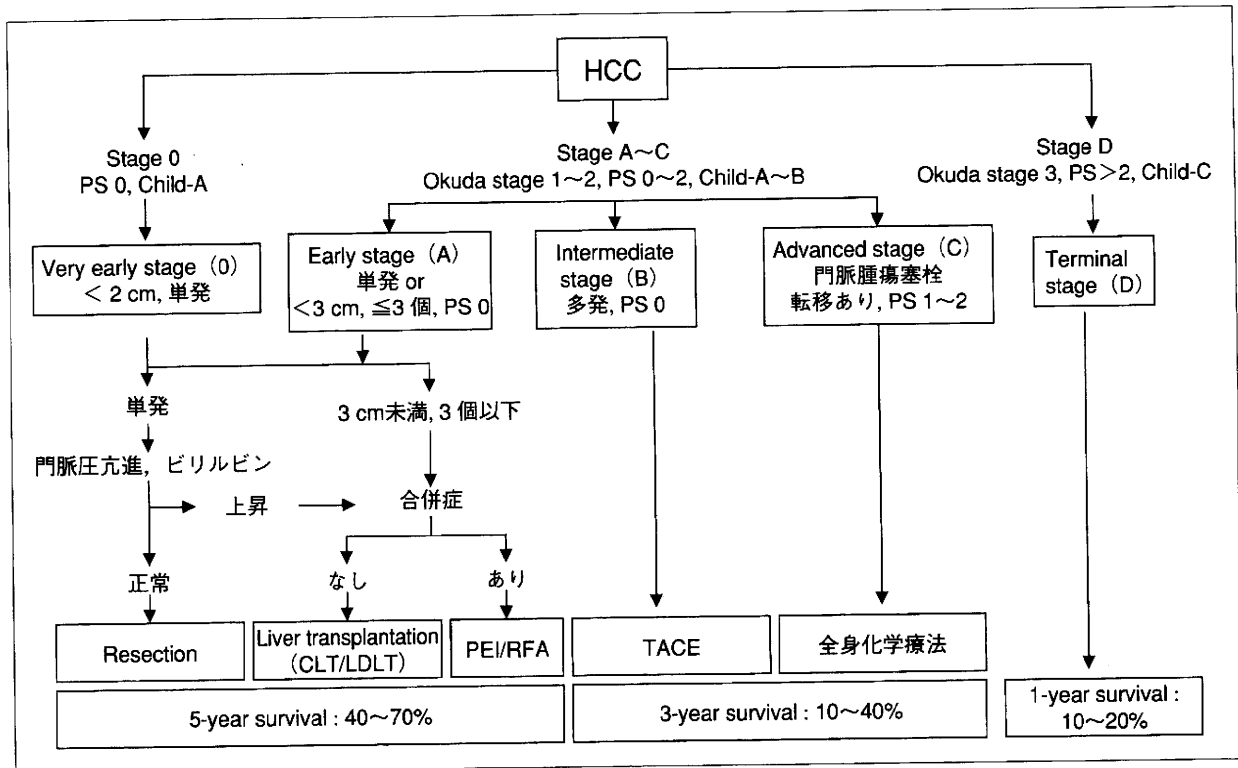 HCC
Stage 0
PS 0, Child-A
Stage A～C
Okuda stage 1～2, PS 0～2, Child-A～B
Stage D
Okuda stage 3, PS＞2, Child-C
Very early stage（0）
＜ 2 cm, 単発
Early stage（A）
単発 or
＜3 cm, ≦3 個, PS 0
Intermediate
stage（B）
多発, PS 0
Advanced stage（C）
門脈腫瘍塞栓
転移あり, PS 1～2
Terminal
stage（D）
単発
3 cm未満, 3 個以下
門脈圧亢進，ビリルビン
上昇
合併症
正常
なし
あり
Resection
Liver transplantation
（CLT/LDLT）
PEI/RFA
TACE
全身化学療法
5-year survival : 40～70%
3-year survival : 10～40%
1-year survival :
10～20%